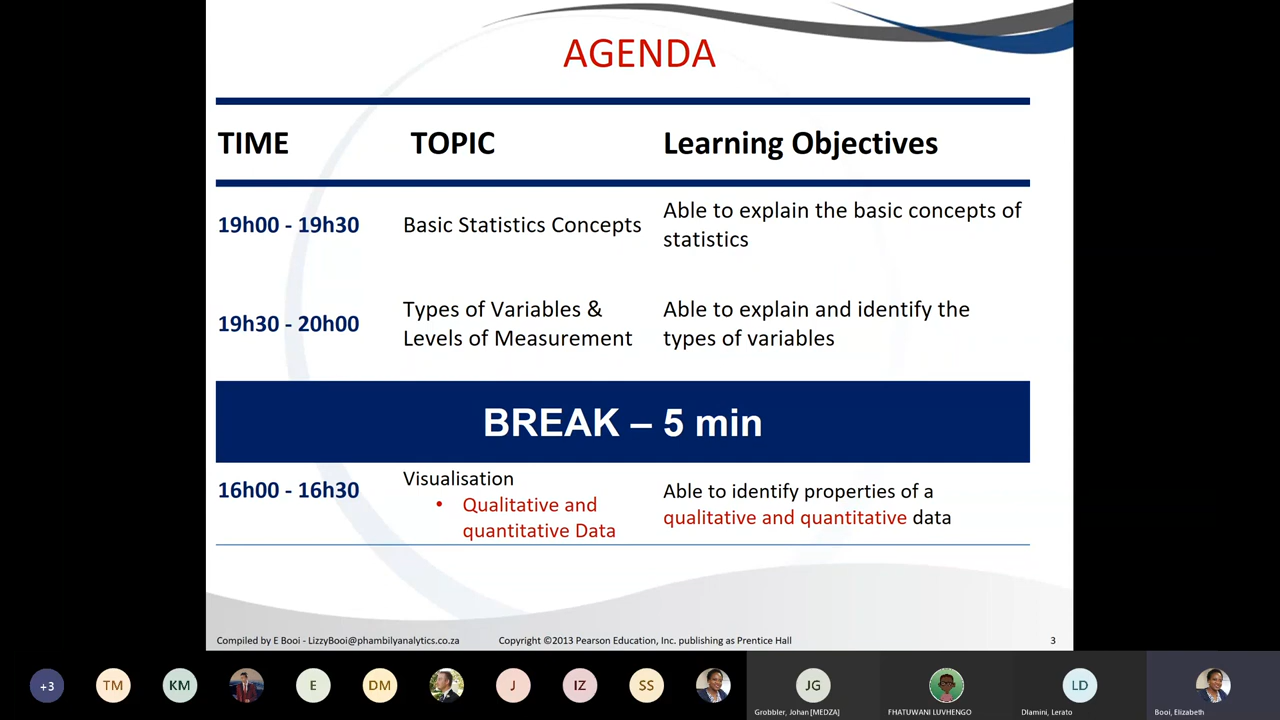 AGENDA
TIME TOPIC Learning Objectives
19h00 - 19h30 Basic Statistics Concepts Able to explain the basic concepts of
statistics
19h30 - 20h00 Types of Variables & Able to explain and identify the
Levels of Measurement types of variables
BREAK – 5 min
16h00 - 16h30 Visualisation Able to identify properties of a
• Qualitative and qualitative and quantitative data
quantitative Data
Compiled by E Booi - LizzyBooi@phambilyanalytics.co.za Copyright ©2013 Pearson Education, Inc. publishing as Prentice Hall 3
+3 TM KM E DM J IZ SS JG LD
Grobbler, Johan [MEDZA] FHATUWANI LUVHENGO Dlamini, Lerato Booi, Elizabeth